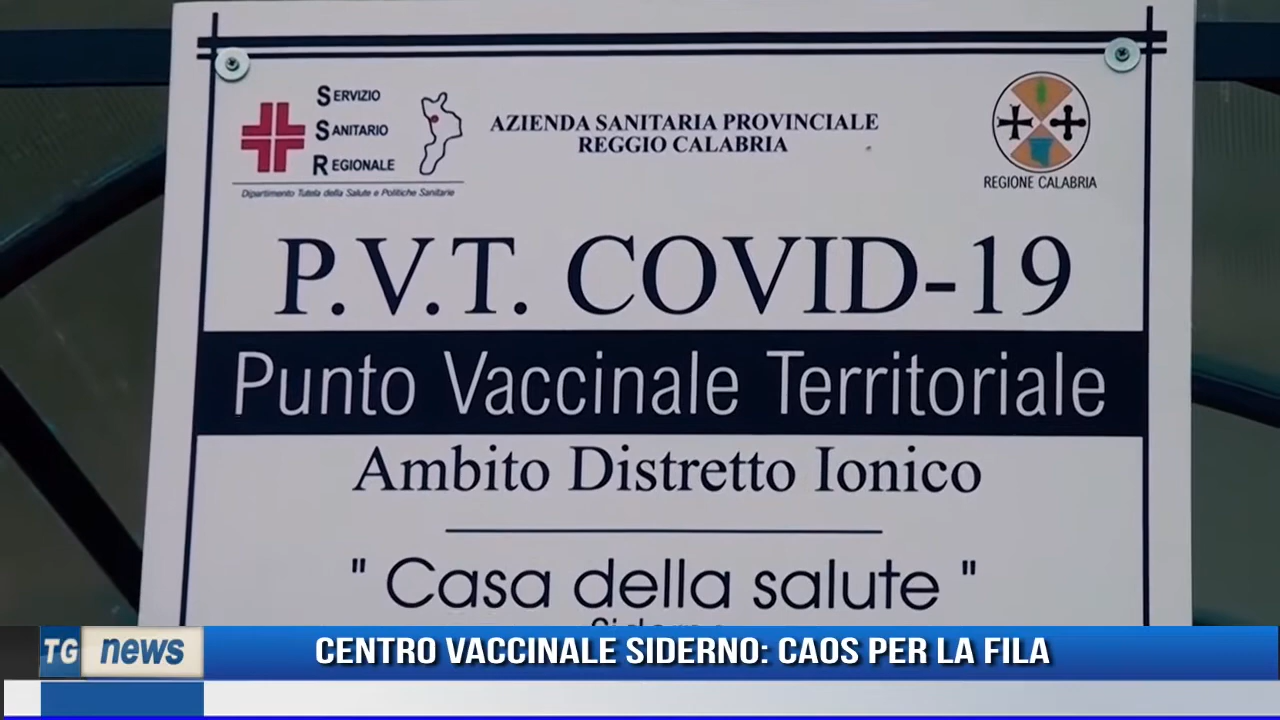 SERVIZIO
SANITARIO
REGIONALE
Dipartimento Tutela della Salute e Politiche Sanitarie
AZIENDA SANITARIA PROVINCIALE
REGGIO CALABRIA
REGIONE CALABRIA
P.V.T. COVID-19
Punto Vaccinale Territoriale
Ambito Distretto Ionico
" Casa della salute "
TG news
CENTRO VACCINALE SIDERNO: CAOS PER LA FILA